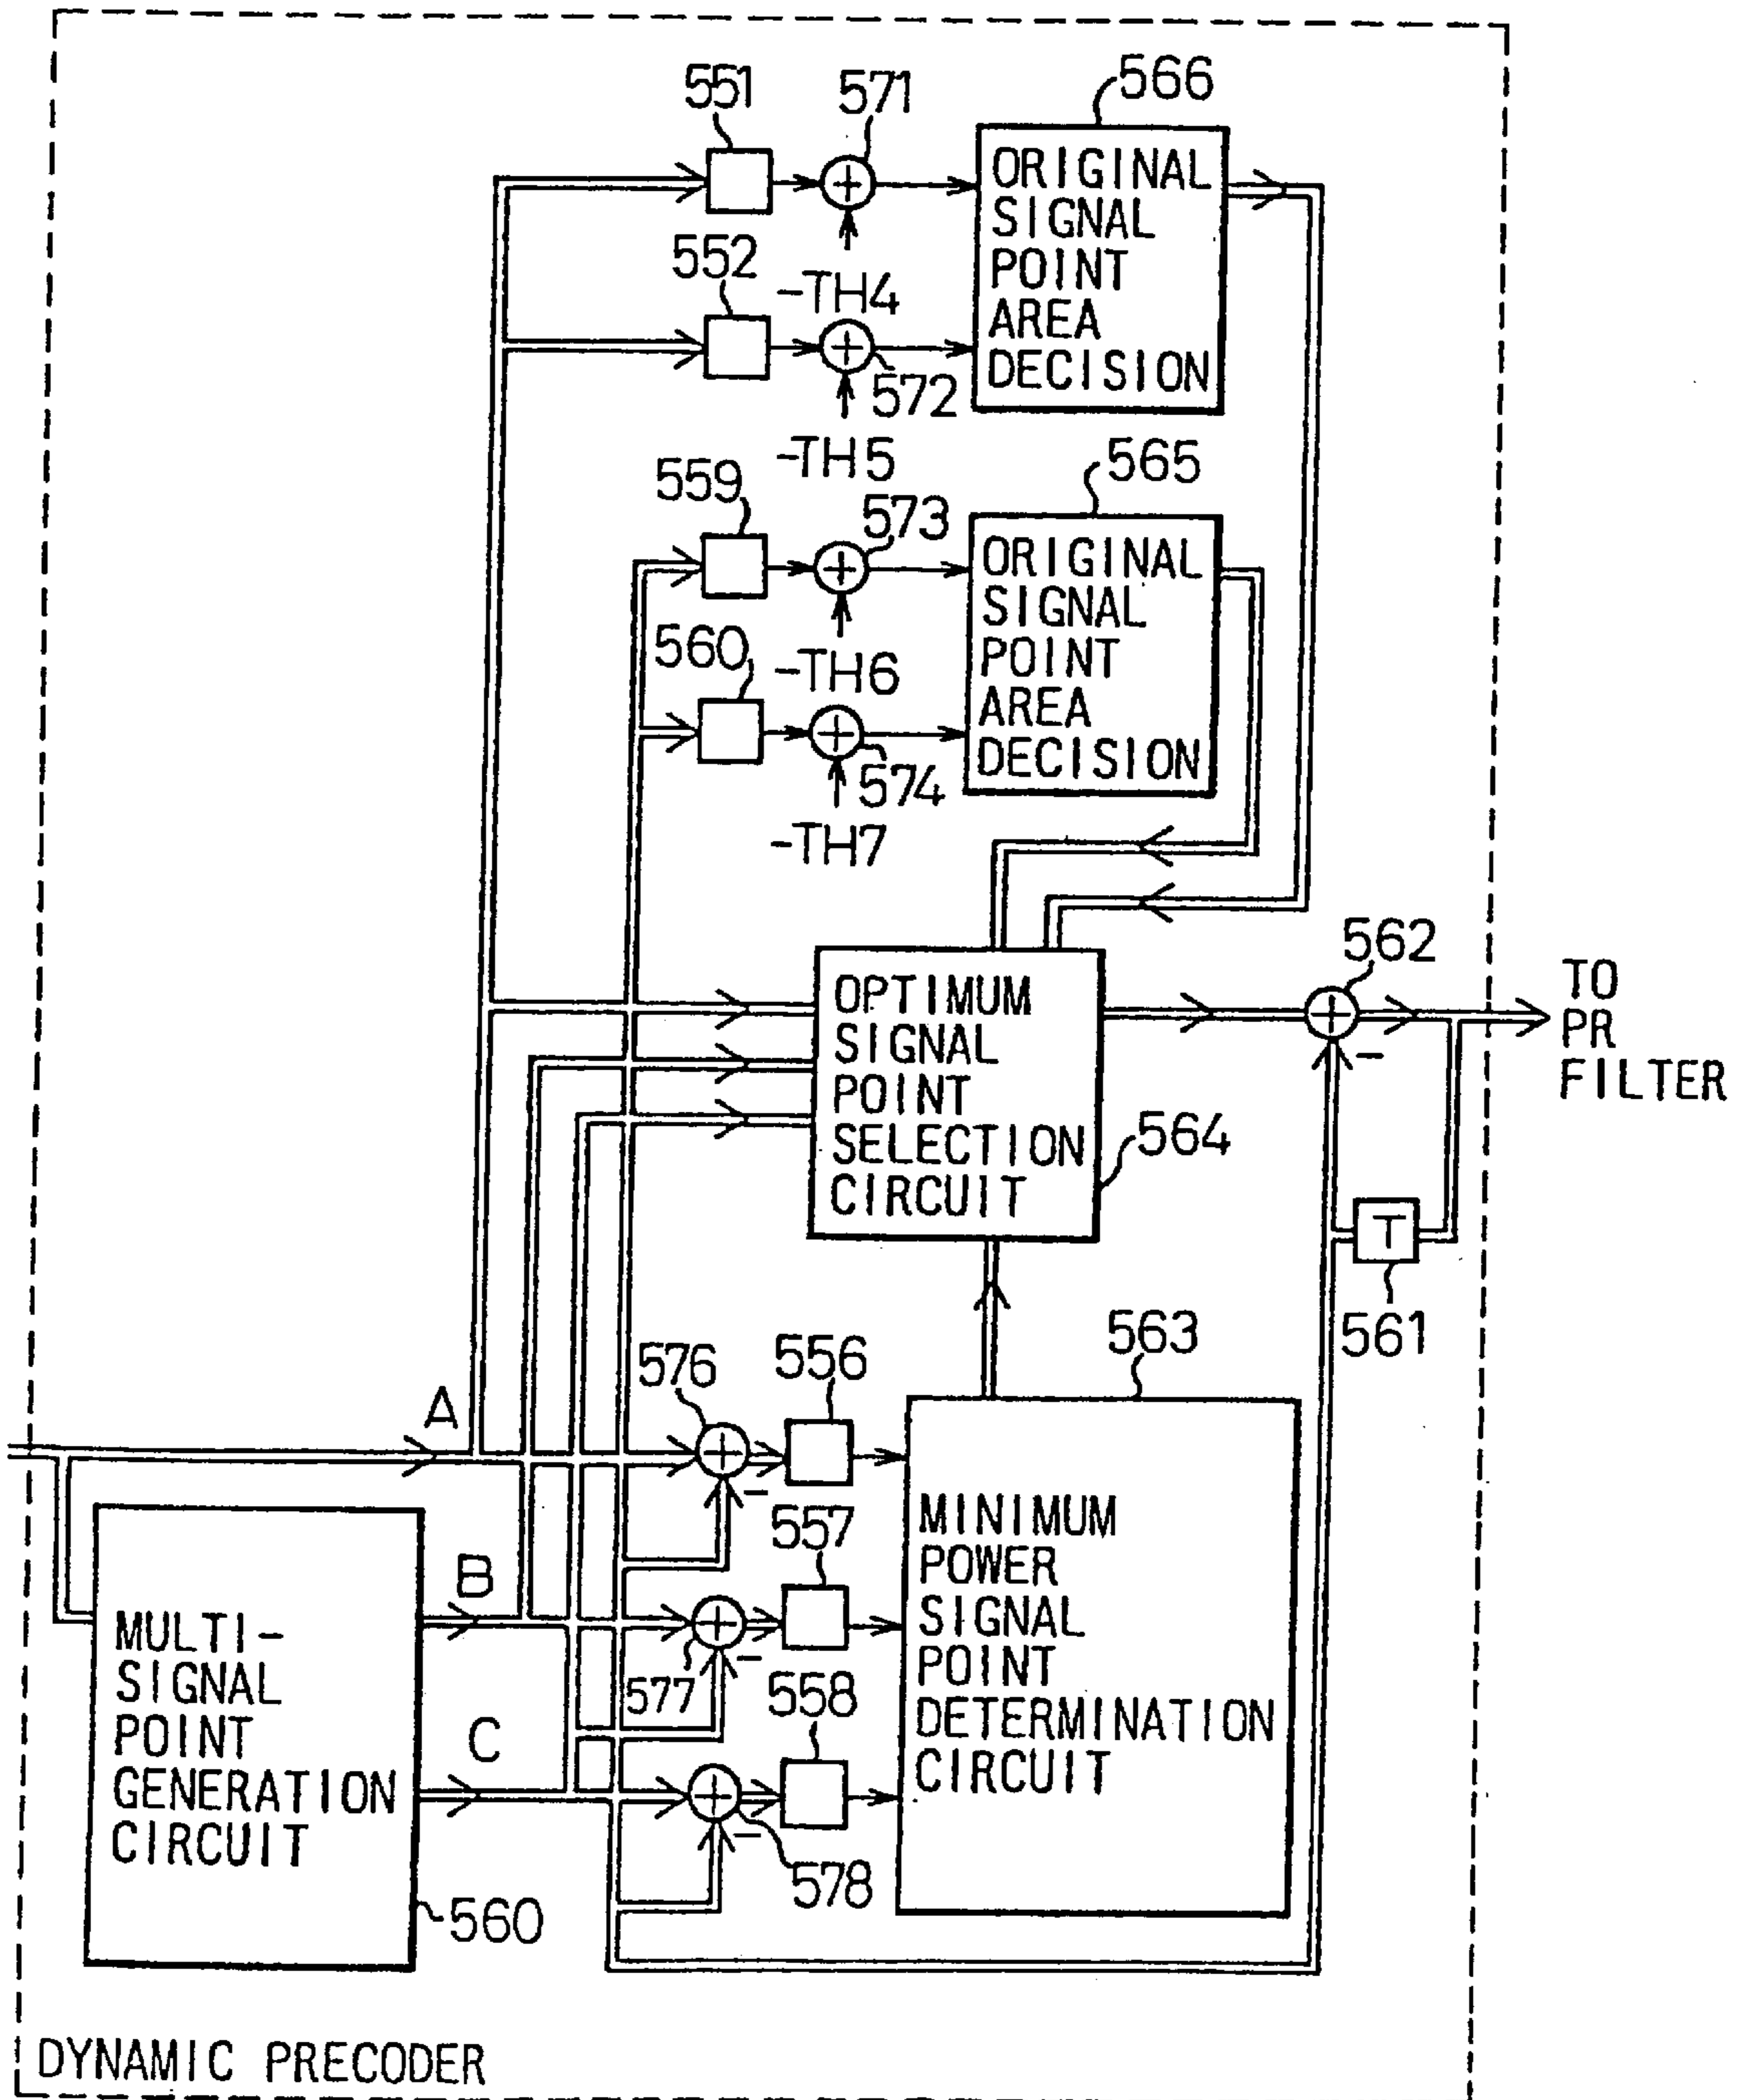 551
571
566
ORIGINAL
SIGNAL
POINT
AREA
DECISION
552
-TH4
572
-TH5
559
573
565
ORIGINAL
SIGNAL
POINT
AREA
DECISION
560
-TH6
574
-TH7
562
OPTIMUM
SIGNAL
POINT
SELECTION
CIRCUIT
564
-
TO
PR
FILTER
T
561
563
576
556
A
-
557
MINIMUM
POWER
SIGNAL
POINT
DETERMINATION
CIRCUIT
B
577
-
558
C
-
578
MULTI-
SIGNAL
POINT
GENERATION
CIRCUIT
560
DYNAMIC PRECODER